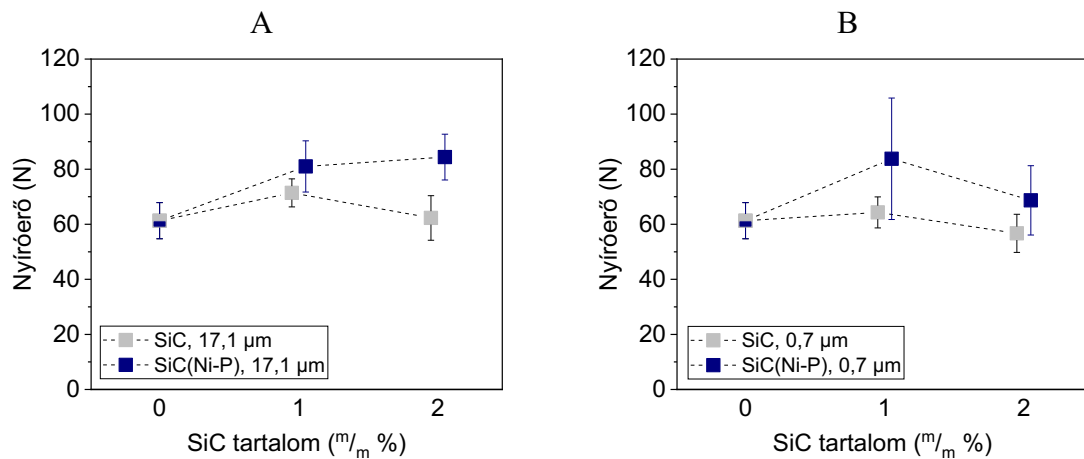 A
120
100
80
60
40
20
0
Nyíróerő (N)
SiC, 17,1 µm
SiC(Ni-P), 17,1 µm
0 1 2
SiC tartalom (m/m %)
B
120
100
80
60
40
20
0
Nyíróerő (N)
SiC, 0,7 µm
SiC(Ni-P), 0,7 µm
0 1 2
SiC tartalom (m/m %)